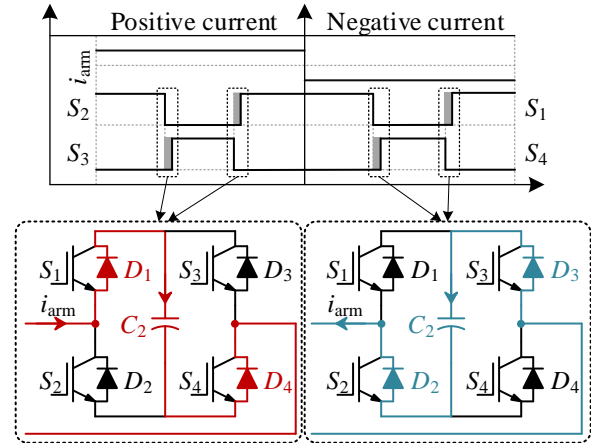 Positive current Negative current
i_arm
S_2 S_1
S_3 S_4
S_1 D_1 S_3 D_3
i_arm C_2
S_2 D_2 S_4 D_4
S_1 D_1 S_3 D_3
i_arm C_2
S_2 D_2 S_4 D_4